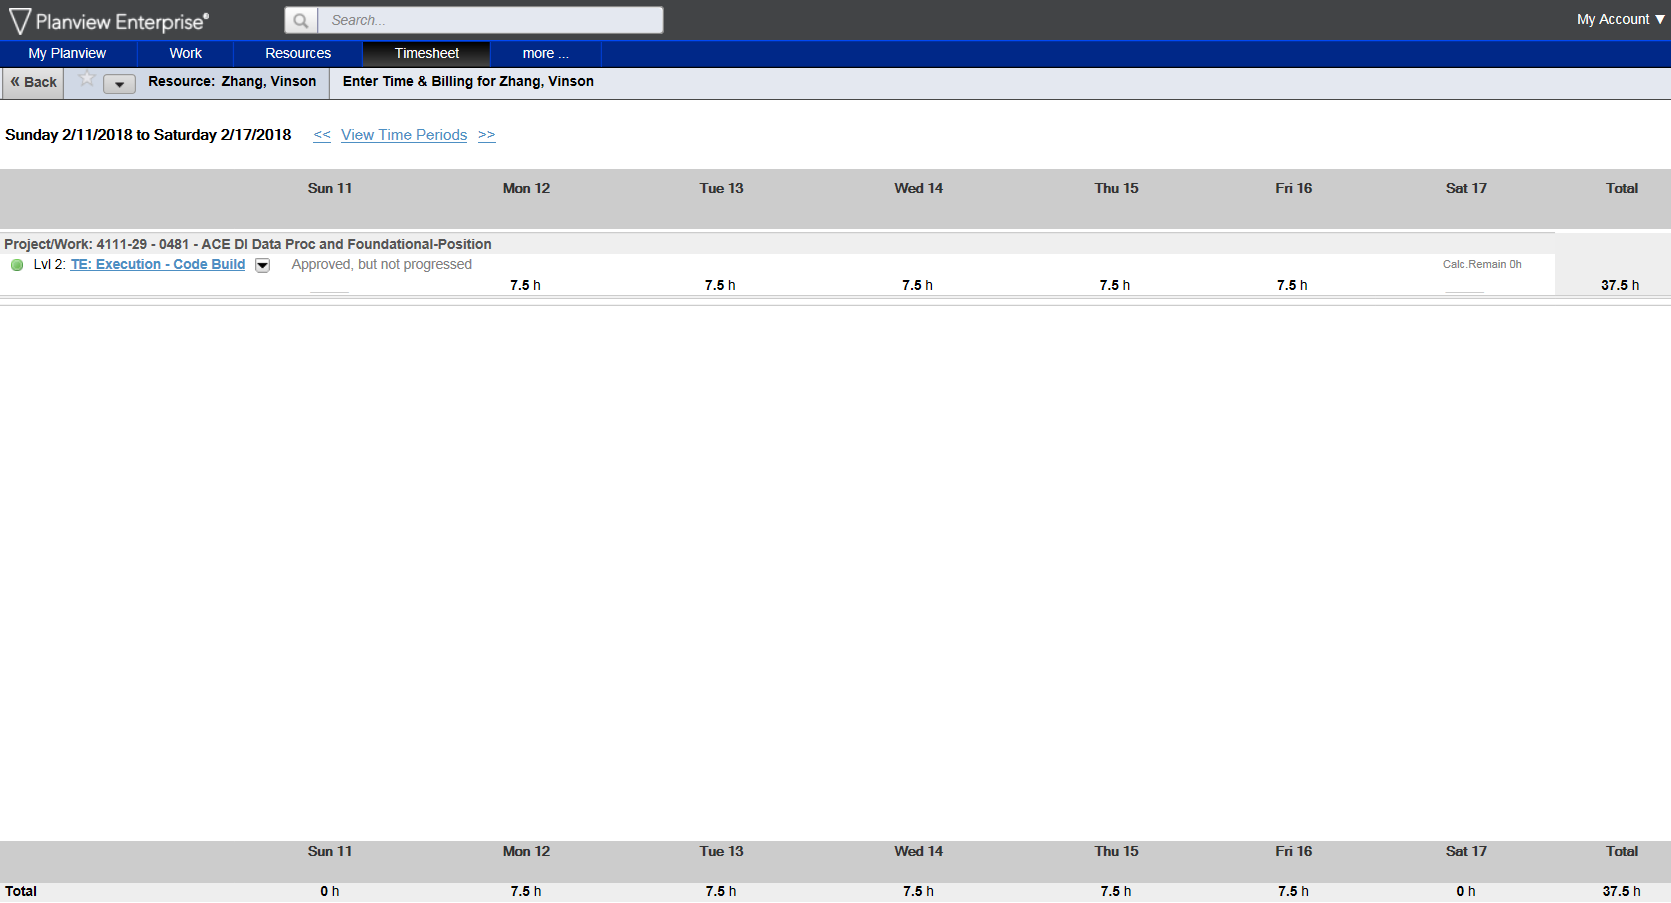 Planview Enterprise®
Search...
My Account ▼
My Planview Work Resources Timesheet more ...
« Back Resource: Zhang, Vinson Enter Time & Billing for Zhang, Vinson
Sunday 2/11/2018 to Saturday 2/17/2018 << View Time Periods >>
Sun 11 Mon 12 Tue 13 Wed 14 Thu 15 Fri 16 Sat 17 Total
Project/Work: 4111-29 - 0481 - ACE DI Data Proc and Foundational-Position
Lvl 2: TE: Execution - Code Build Approved, but not progressed Calc.Remain 0h
7.5 h 7.5 h 7.5 h 7.5 h 7.5 h 37.5 h
Sun 11 Mon 12 Tue 13 Wed 14 Thu 15 Fri 16 Sat 17 Total
Total 0 h 7.5 h 7.5 h 7.5 h 7.5 h 7.5 h 0 h 37.5 h